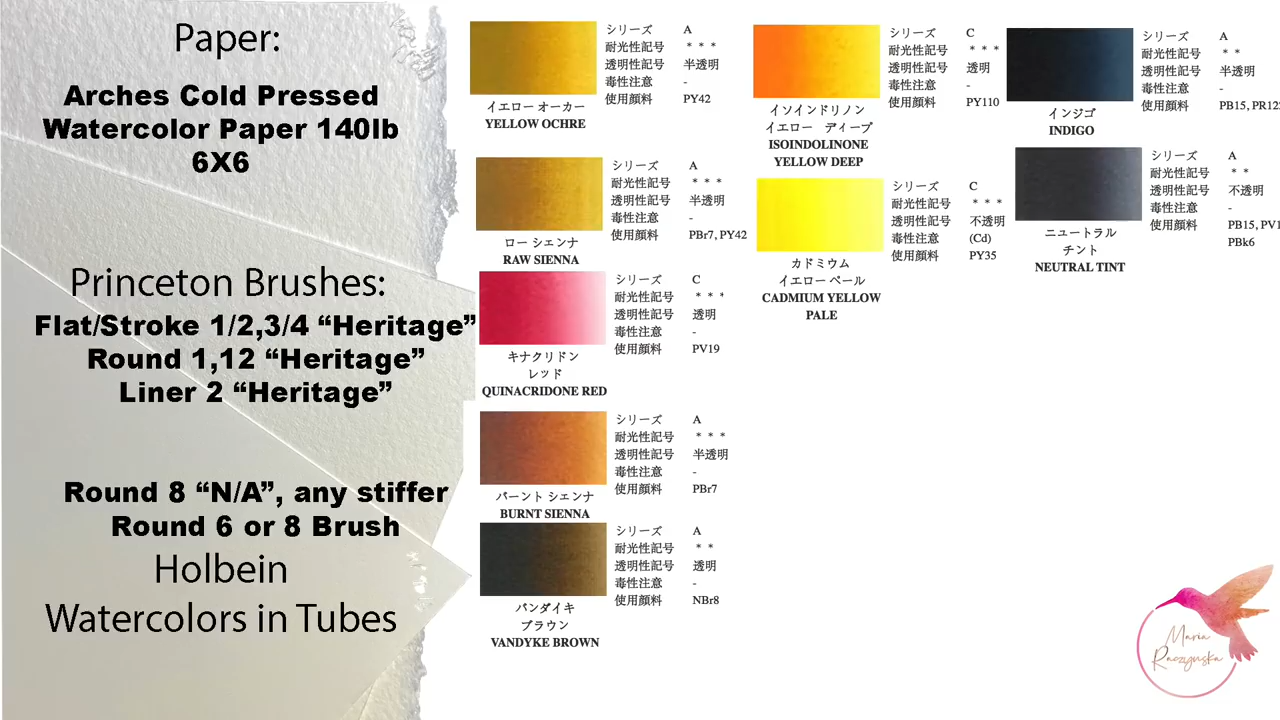 Paper:
Arches Cold Pressed
Watercolor Paper 140lb
6X6
Princeton Brushes:
Flat/Stroke 1/2,3/4 “Heritage”
Round 1,12 “Heritage”
Liner 2 “Heritage”
Round 8 “N/A”, any stiffer
Round 6 or 8 Brush
Holbein
Watercolors in Tubes
シリーズ A
耐光性記号 ＊＊＊
透明性記号 半透明
毒性注意 -
使用顔料 PY42
イエロー オーカー
YELLOW OCHRE
シリーズ A
耐光性記号 ＊＊＊
透明性記号 半透明
毒性注意 -
使用顔料 PBr7, PY42
ロー シェンナ
RAW SIENNA
シリーズ C
耐光性記号 ＊＊＊
透明性記号 透明
毒性注意 -
使用顔料 PV19
キナクリドン
レッド
QUINACRIDONE RED
シリーズ A
耐光性記号 ＊＊＊
透明性記号 半透明
毒性注意 -
使用顔料 PBr7
バーント シェンナ
BURNT SIENNA
シリーズ A
耐光性記号 ＊＊
透明性記号 透明
毒性注意 -
使用顔料 NBr8
バンダイキ
ブラウン
VANDYKE BROWN
シリーズ C
耐光性記号 ＊＊＊
透明性記号 透明
毒性注意 -
使用顔料 PY110
イソインドリノン
イエロー ディープ
ISOINDOLINONE
YELLOW DEEP
シリーズ C
耐光性記号 ＊＊＊
透明性記号 不透明
毒性注意 (Cd)
使用顔料 PY35
カドミウム
イエロー ペール
CADMIUM YELLOW
PALE
シリーズ A
耐光性記号 ＊＊
透明性記号 半透明
毒性注意 -
使用顔料 PB15,
インジゴ
INDIGO
シリーズ A
耐光性記号 ＊＊
透明性記号 不透明
毒性注意 -
使用顔料 PB15,
PBk6
ニュートラル
チント
NEUTRAL TINT
Maria
Raczynska